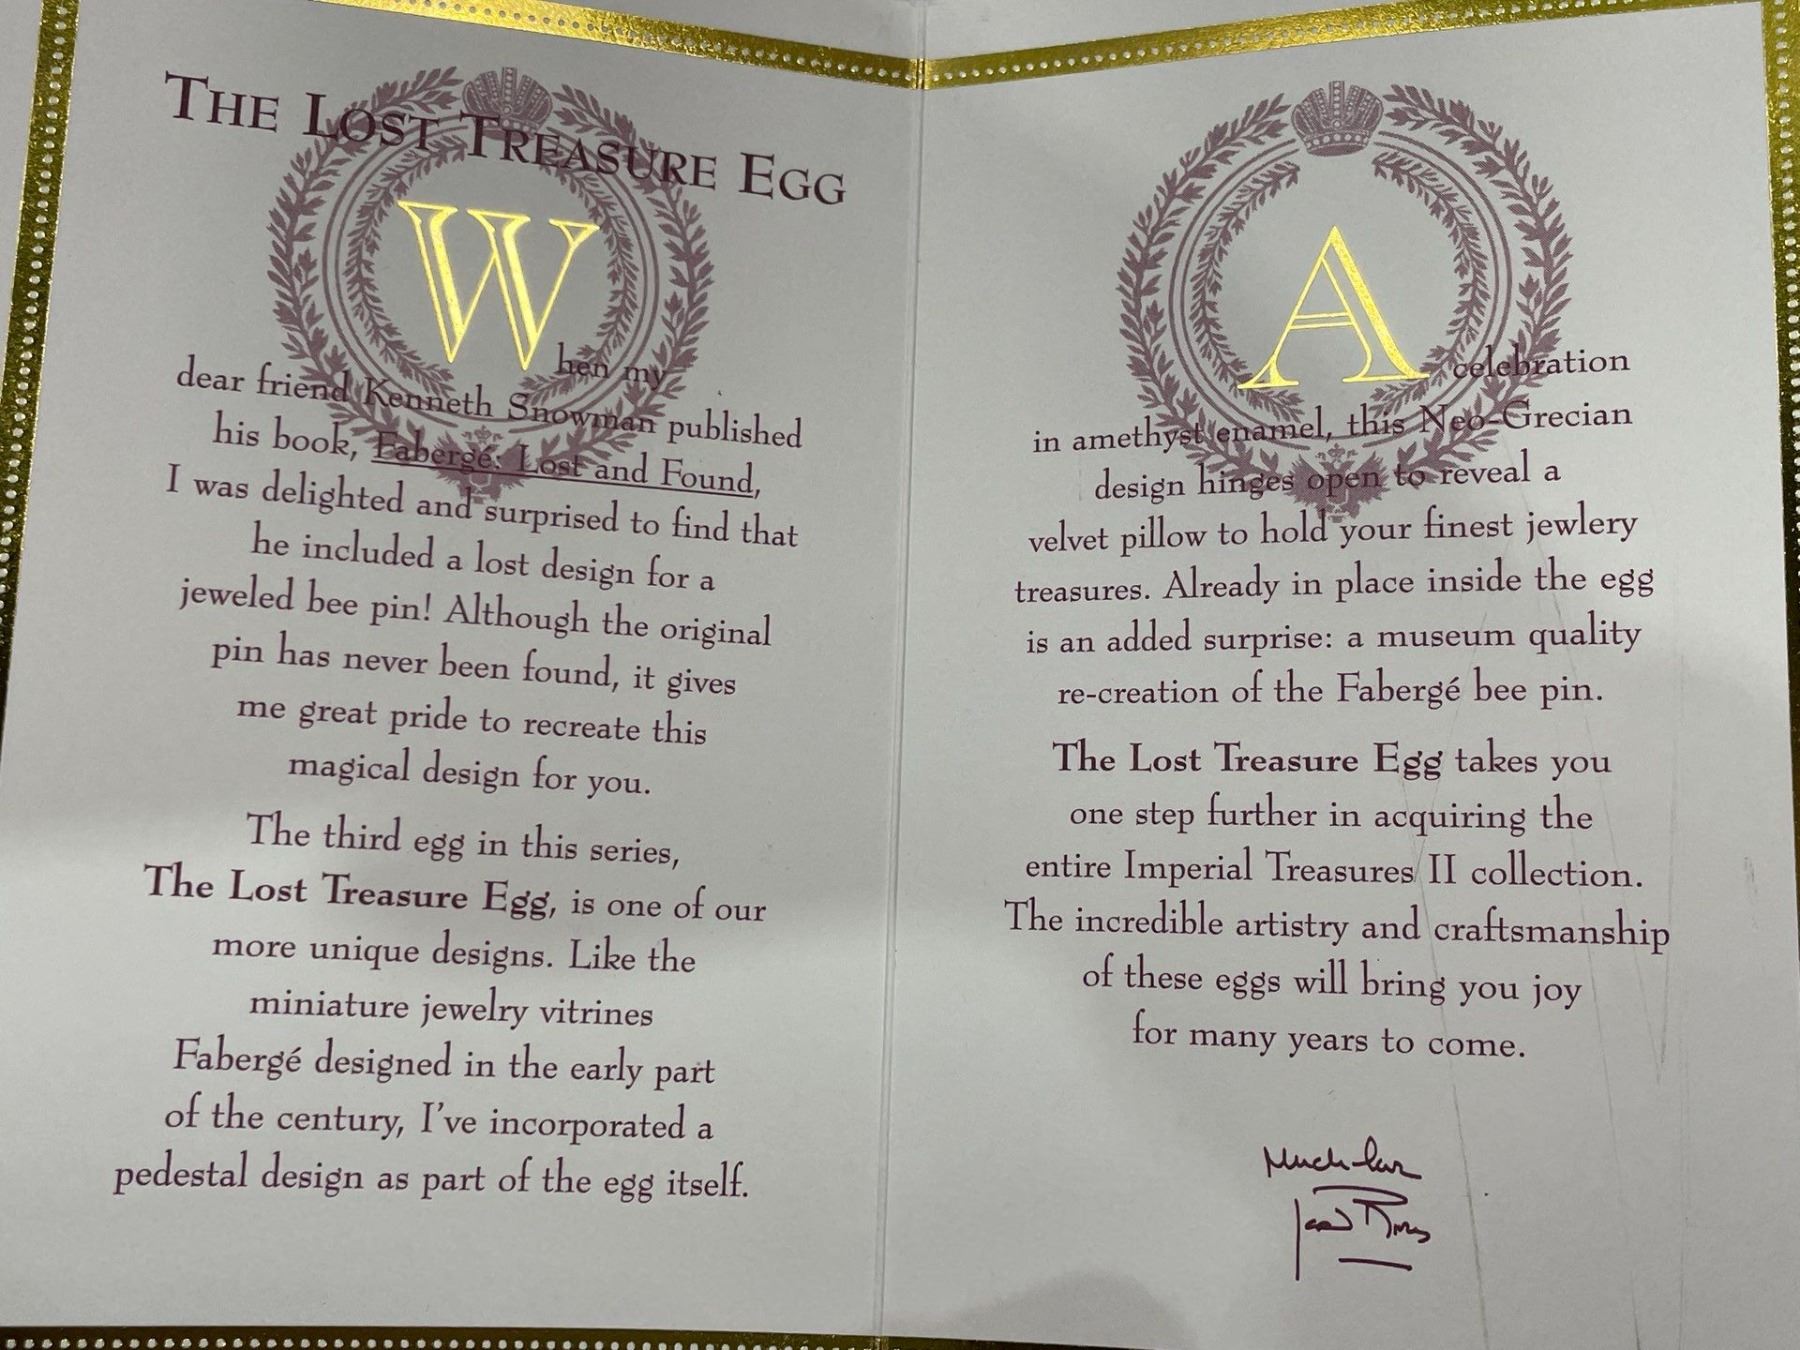 THE LOST TREASURE EGG
When my
dear friend Kenneth Snowman published
his book, Fabergé: Lost and Found,
I was delighted and surprised to find that
he included a lost design for a
jeweled bee pin! Although the original
pin has never been found, it gives
me great pride to recreate this
magical design for you.
The third egg in this series,
The Lost Treasure Egg, is one of our
more unique designs. Like the
miniature jewelry vitrines
Fabergé designed in the early part
of the century, I've incorporated a
pedestal design as part of the egg itself.
A celebration
in amethyst enamel, this Neo-Grecian
design hinges open to reveal a
velvet pillow to hold your finest jewlery
treasures. Already in place inside the egg
is an added surprise: a museum quality
re-creation of the Fabergé bee pin.
The Lost Treasure Egg takes you
one step further in acquiring the
entire Imperial Treasures II collection.
The incredible artistry and craftsmanship
of these eggs will bring you joy
for many years to come.
Much love
Joan Rivers